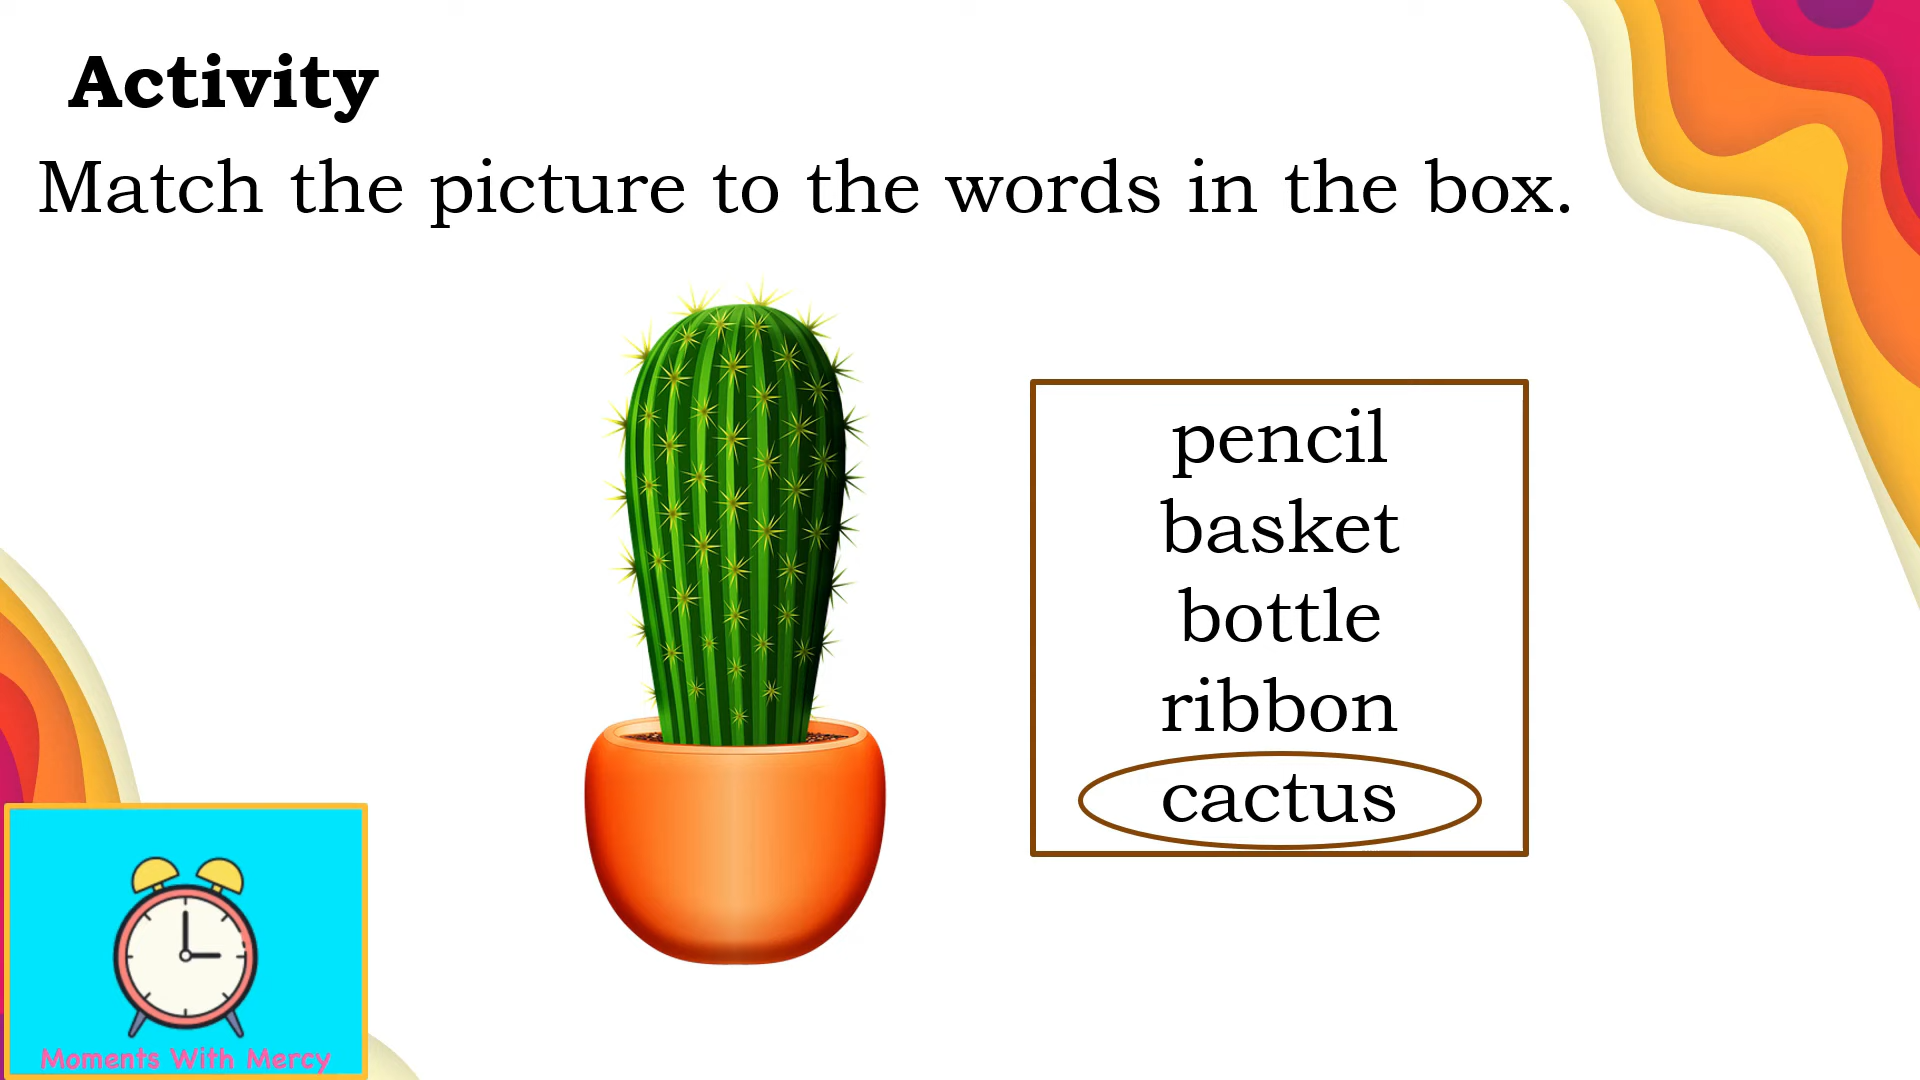 Activity
Match the picture to the words in the box.
pencil
basket
bottle
ribbon
cactus
Moments With Mercy